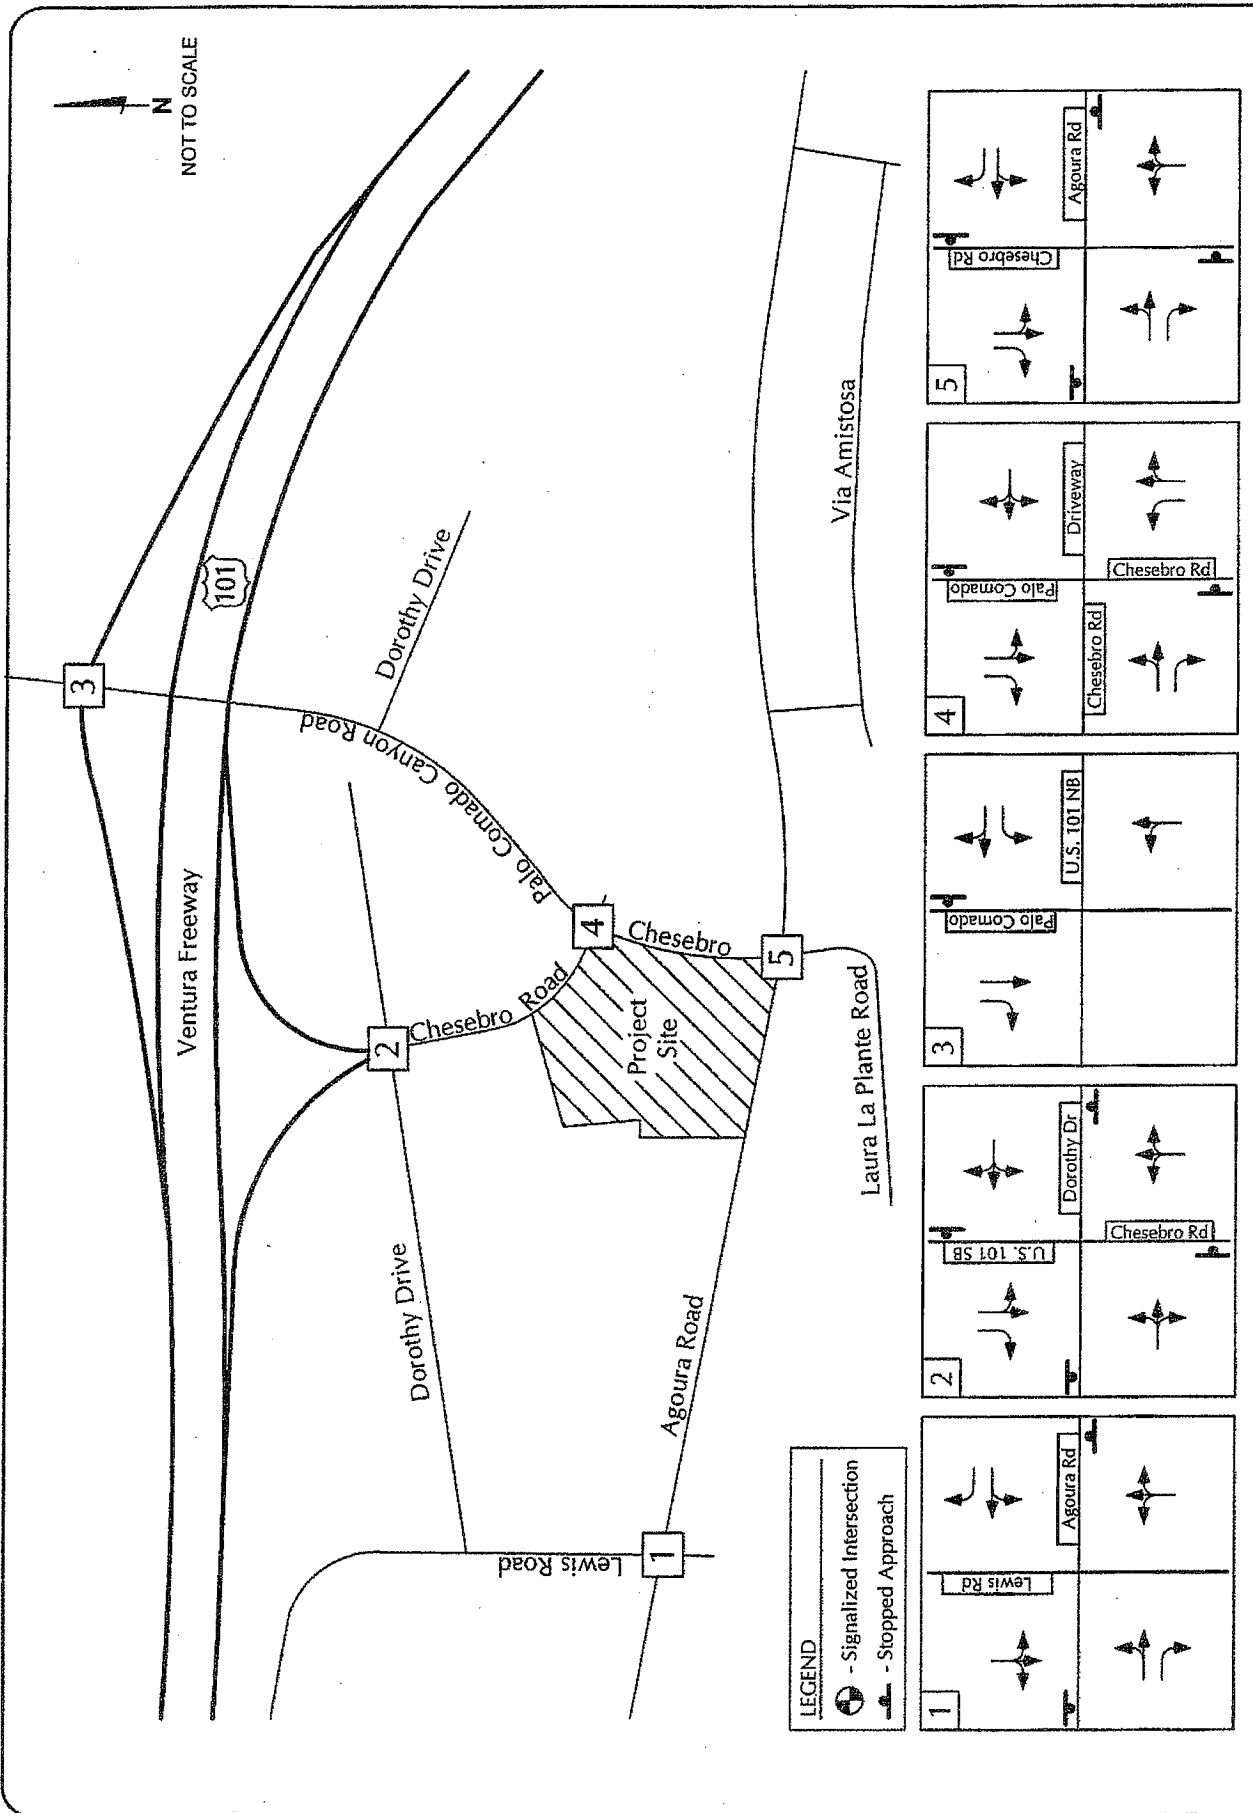 N
NOT TO SCALE
3
101
Ventura Freeway
Dorothy Drive
Palo Comado Canyon Road
2
Chesebro Road
4
Chesebro
Project
Site
5
Dorothy Drive
Lewis Road
1
Agoura Road
Laura La Plante Road
Via Amistosa
LEGEND
- Signalized Intersection
- Stopped Approach
1
Lewis Rd
Agoura Rd
2
U.S. 101 SB
Dorothy Dr
Chesebro Rd
3
Palo Comado
U.S. 101 NB
4
Palo Comado
Driveway
Chesebro Rd
Chesebro Rd
5
Chesebro Rd
Agoura Rd